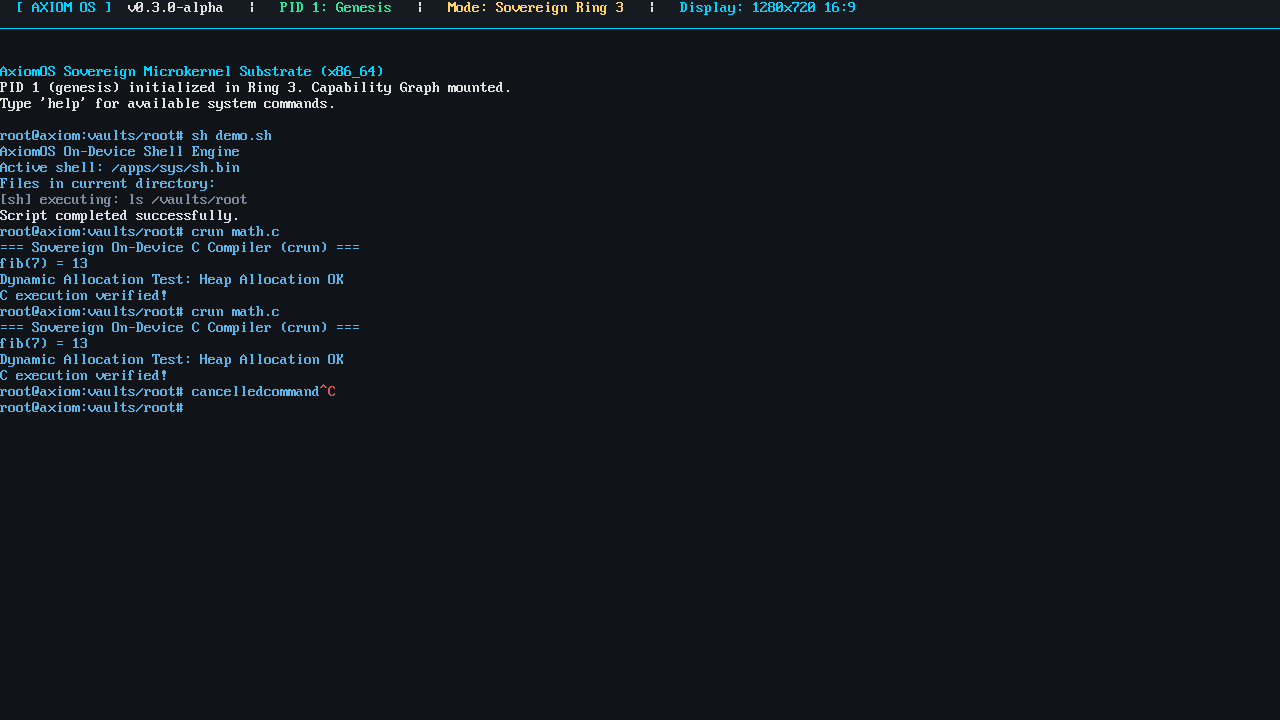 [ AXIOM OS ] v0.3.0-alpha | PID 1: Genesis | Mode: Sovereign Ring 3 | Display: 1280x720 16:9
AxiomOS Sovereign Microkernel Substrate (x86_64)
PID 1 (genesis) initialized in Ring 3. Capability Graph mounted.
Type 'help' for available system commands.
root@axiom:vaults/root# sh demo.sh
AxiomOS On-Device Shell Engine
Active shell: /apps/sys/sh.bin
Files in current directory:
[sh] executing: ls /vaults/root
Script completed successfully.
root@axiom:vaults/root# crun math.c
=== Sovereign On-Device C Compiler (crun) ===
fib(7) = 13
Dynamic Allocation Test: Heap Allocation OK
C execution verified!
root@axiom:vaults/root# crun math.c
=== Sovereign On-Device C Compiler (crun) ===
fib(7) = 13
Dynamic Allocation Test: Heap Allocation OK
C execution verified!
root@axiom:vaults/root# cancelledcommand^C
root@axiom:vaults/root#